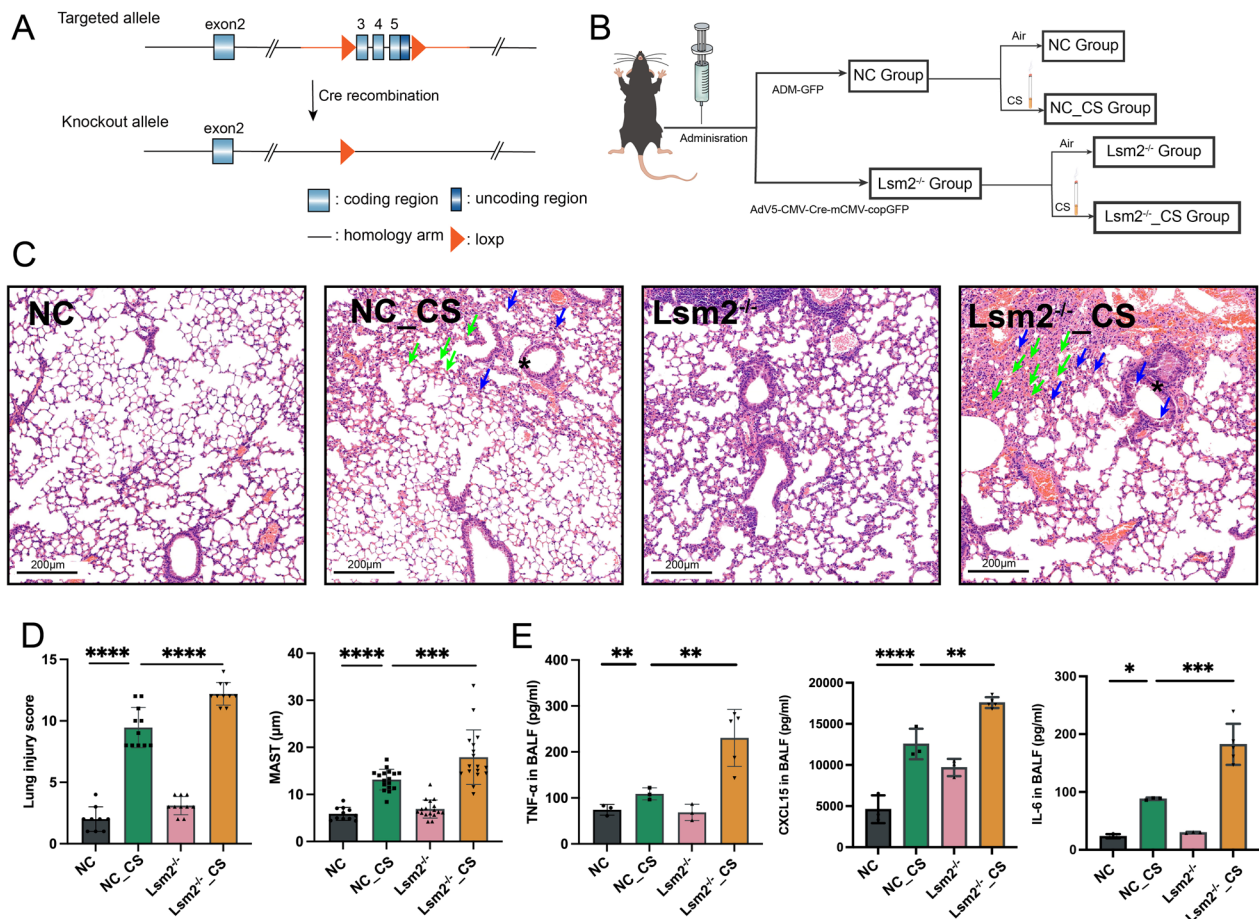 A
Targeted allele
exon2
3 4 5
Cre recombination
Knockout allele
exon2
: coding region
: uncoding region
: homology arm
: loxp
B
Adminisration
ADM-GFP
NC Group
Air
NC Group
CS
NC_CS Group
AdV5-CMV-Cre-mCMV-copGFP
Lsm2-/- Group
Air
Lsm2-/- Group
CS
Lsm2-/-_CS Group
C
NC
200μm
NC_CS
*
200μm
Lsm2-/-
200μm
Lsm2-/-_CS
*
200μm
D
Lung injury score
15
10
5
0
**** ****
NC
NC_CS
Lsm2-/-
Lsm2-/-_CS
MAST (μm)
40
30
20
10
0
**** ***
NC
NC_CS
Lsm2-/-
Lsm2-/-_CS
E
TNF-α in BALF (pg/ml)
400
300
200
100
0
** **
NC
NC_CS
Lsm2-/-
Lsm2-/-_CS
CXCL15 in BALF (pg/ml)
20000
15000
10000
5000
0
**** **
NC
NC_CS
Lsm2-/-
Lsm2-/-_CS
IL-6 in BALF (pg/ml)
300
200
100
0
* ***
NC
NC_CS
Lsm2-/-
Lsm2-/-_CS